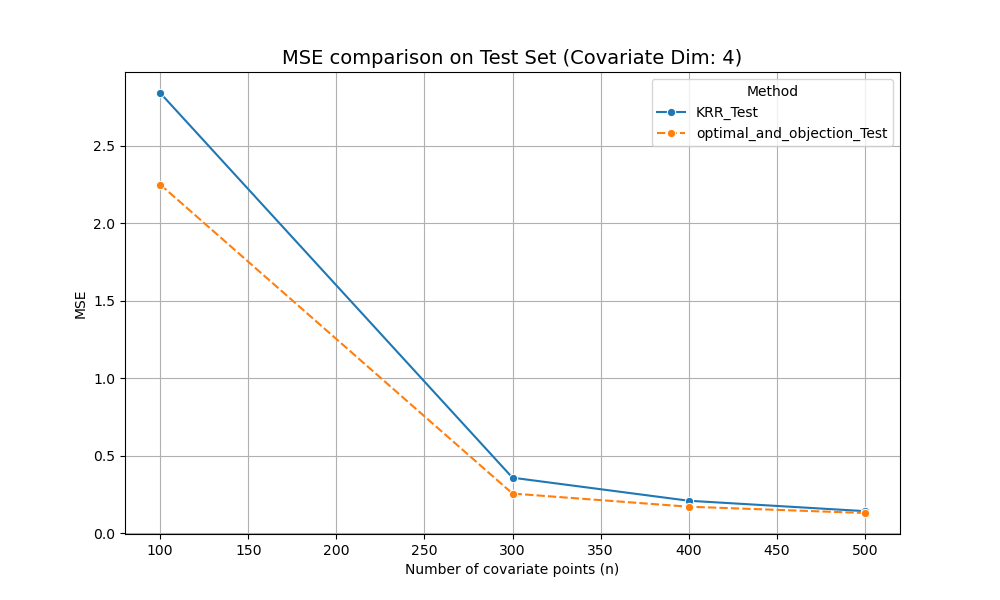 MSE comparison on Test Set (Covariate Dim: 4)
Method
KRR_Test
optimal_and_objection_Test
MSE
2.5
2.0
1.5
1.0
0.5
0.0
100 150 200 250 300 350 400 450 500
Number of covariate points (n)